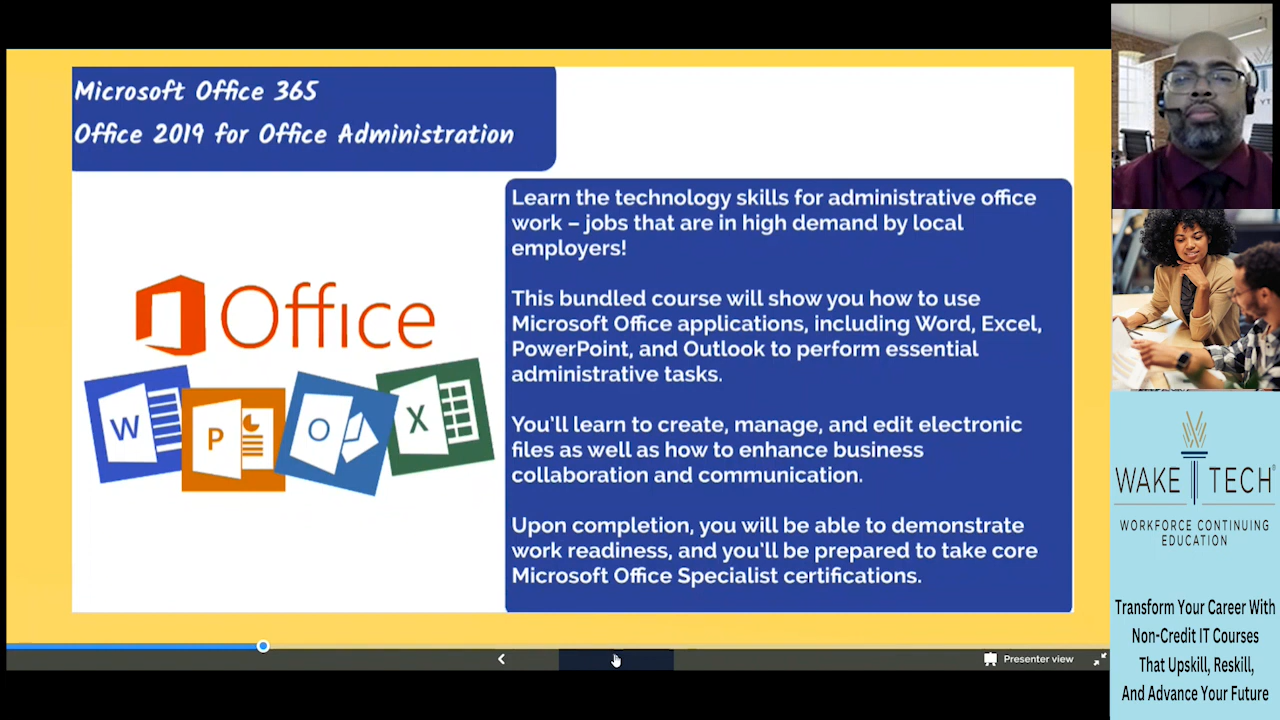 Microsoft Office 365
Office 2019 for Office Administration
Office
W
P
O
X
Learn the technology skills for administrative office
work – jobs that are in high demand by local
employers!
This bundled course will show you how to use
Microsoft Office applications, including Word, Excel,
PowerPoint, and Outlook to perform essential
administrative tasks.
You'll learn to create, manage, and edit electronic
files as well as how to enhance business
collaboration and communication.
Upon completion, you will be able to demonstrate
work readiness, and you'll be prepared to take core
Microsoft Office Specialist certifications.
Presenter view
WAKE TECH®
WORKFORCE CONTINUING
EDUCATION
Transform Your Career With
Non-Credit IT Courses
That Upskill, Reskill,
And Advance Your Future